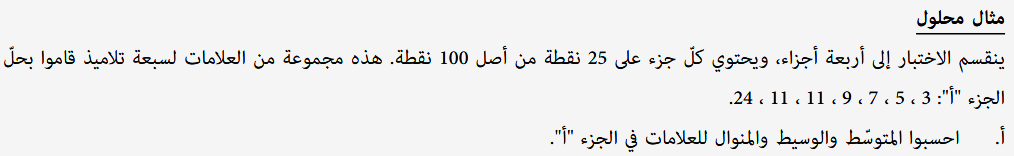 مثال محلول
ينقسم الاختبار إلى أربعة أجزاء، ويحتوي كلّ جزء على 25 نقطة من أصل 100 نقطة. هذه مجموعة من العلامات لسبعة تلاميذ قاموا بحلّ
الجزء "أ": 3 ، 5 ، 7 ، 9 ، 11 ، 11 ، 24.
أ. احسبوا المتوسّط والوسيط والمنوال للعلامات في الجزء "أ".